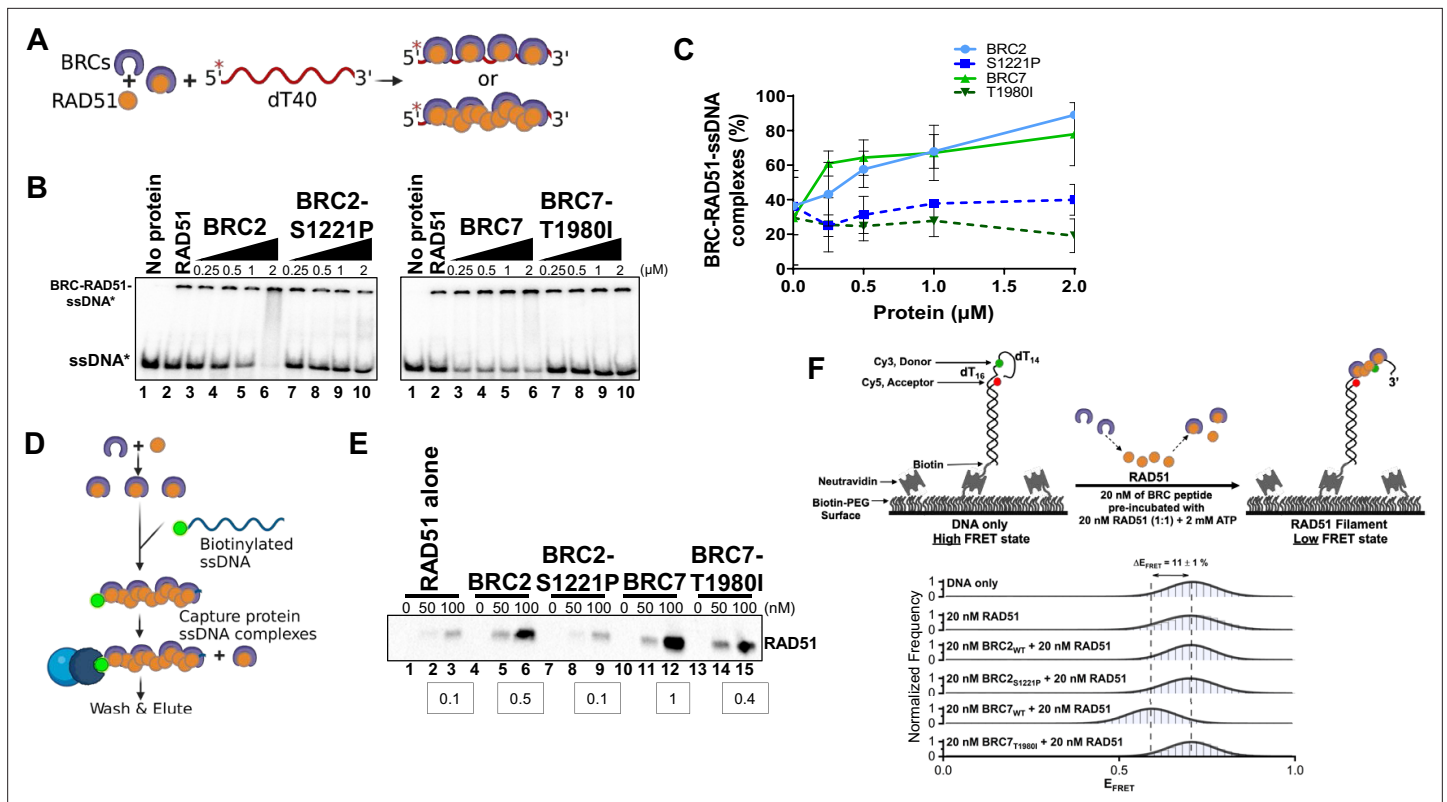 A
BRCs
+
RAD51
+
*
5' 3'
dT40
*
5' 3'
or
*
5' 3'
B
No protein
RAD51
BRC2
BRC2-
S1221P
0.25 0.5 1 2 0.25 0.5 1 2
BRC-RAD51-
ssDNA*
ssDNA*
1 2 3 4 5 6 7 8 9 10
No protein
RAD51
BRC7
BRC7-
T1980I
0.25 0.5 1 2 0.25 0.5 1 2 (µM)
1 2 3 4 5 6 7 8 9 10
C
BRC2
S1221P
BRC7
T1980I
BRC-RAD51-ssDNA
complexes (%)
100
80
60
40
20
0
0.0 0.5 1.0 1.5 2.0
Protein (µM)
D
+
Biotinylated
ssDNA
Capture protein
ssDNA complexes
+
Wash & Elute
E
RAD51 alone
BRC2
BRC2-
S1221P
BRC7
BRC7-
T1980I
0 50 100 0 50 100 0 50 100 0 50 100 0 50 100 (nM)
RAD51
1 2 3 4 5 6 7 8 9 10 11 12 13 14 15
0.1 0.5 0.1 1 0.4
F
Cy3, Donor
dT14
dT16
Cy5, Acceptor
Biotin
Neutravidin
Biotin-PEG
Surface
DNA only
High FRET state
RAD51
20 nM of BRC peptide
pre-incubated with
20 nM RAD51 (1:1) + 2 mM ATP
3'
RAD51 Filament
Low FRET state
ΔEFRET = 11 ± 1 %
Normalized Frequency
1
0
DNA only
1
0
20 nM RAD51
1
0
20 nM BRC2WT + 20 nM RAD51
1
0
20 nM BRC2S1221P + 20 nM RAD51
1
0
20 nM BRC7WT + 20 nM RAD51
1
0
20 nM BRC7T1980I + 20 nM RAD51
0.0 0.5 1.0
EFRET